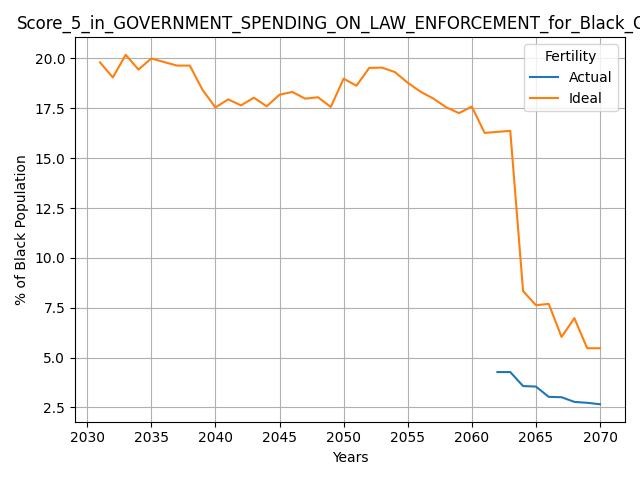 Score_5_in_GOVERNMENT_SPENDING_ON_LAW_ENFORCEMENT_for_Black_
Fertility
Actual
Ideal
20.0
17.5
15.0
12.5
10.0
7.5
5.0
2.5
% of Black Population
2030 2035 2040 2045 2050 2055 2060 2065 2070
Years